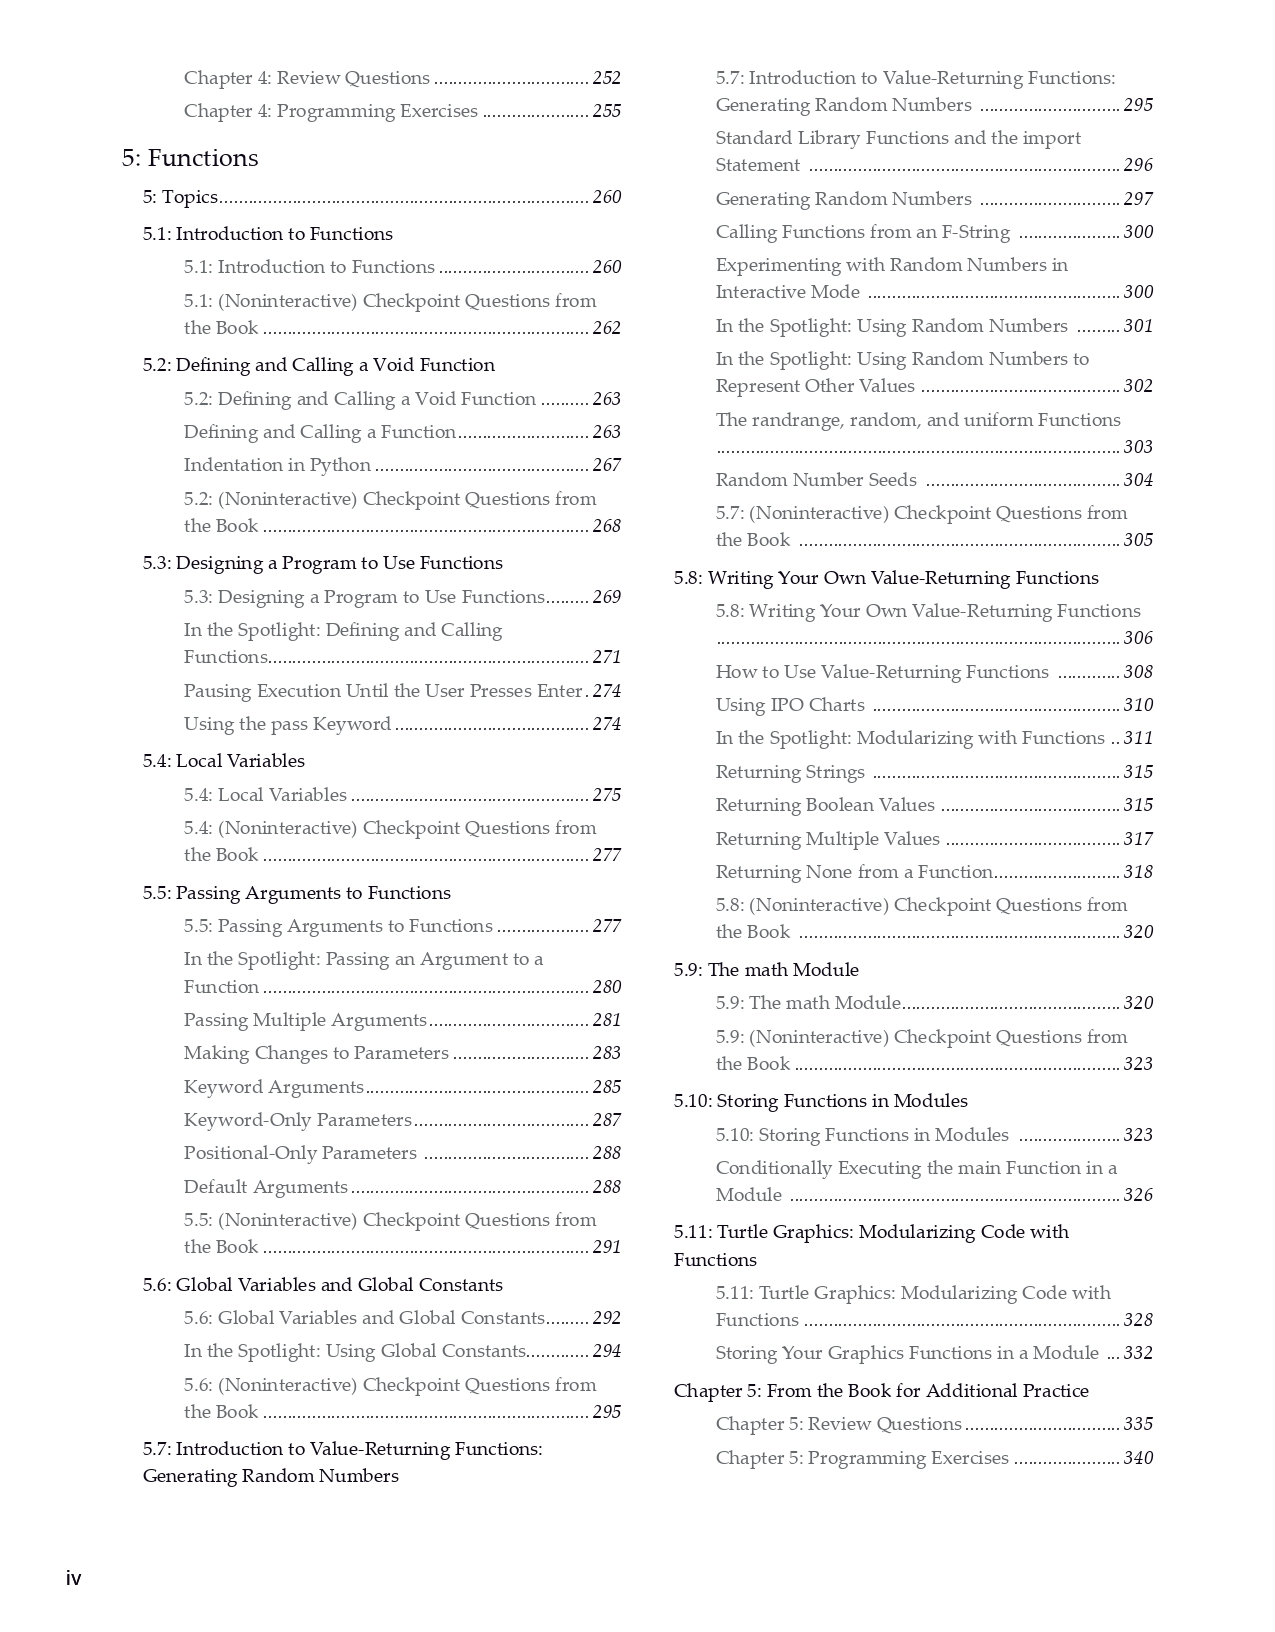 Chapter 4: Review Questions ................................ 252
Chapter 4: Programming Exercises ...................... 255
5: Functions
5: Topics............................................................................ 260
5.1: Introduction to Functions
5.1: Introduction to Functions ............................... 260
5.1: (Noninteractive) Checkpoint Questions from
the Book ................................................................... 262
5.2: Defining and Calling a Void Function
5.2: Defining and Calling a Void Function .......... 263
Defining and Calling a Function........................... 263
Indentation in Python ............................................ 267
5.2: (Noninteractive) Checkpoint Questions from
the Book ................................................................... 268
5.3: Designing a Program to Use Functions
5.3: Designing a Program to Use Functions......... 269
In the Spotlight: Defining and Calling
Functions.................................................................. 271
Pausing Execution Until the User Presses Enter . 274
Using the pass Keyword ........................................ 274
5.4: Local Variables
5.4: Local Variables ................................................. 275
5.4: (Noninteractive) Checkpoint Questions from
the Book ................................................................... 277
5.5: Passing Arguments to Functions
5.5: Passing Arguments to Functions ................... 277
In the Spotlight: Passing an Argument to a
Function ................................................................... 280
Passing Multiple Arguments................................. 281
Making Changes to Parameters ............................ 283
Keyword Arguments.............................................. 285
Keyword-Only Parameters.................................... 287
Positional-Only Parameters .................................. 288
Default Arguments ................................................. 288
5.5: (Noninteractive) Checkpoint Questions from
the Book ................................................................... 291
5.6: Global Variables and Global Constants
5.6: Global Variables and Global Constants......... 292
In the Spotlight: Using Global Constants............. 294
5.6: (Noninteractive) Checkpoint Questions from
the Book ................................................................... 295
5.7: Introduction to Value-Returning Functions:
Generating Random Numbers
5.7: Introduction to Value-Returning Functions:
Generating Random Numbers ............................. 295
Standard Library Functions and the import
Statement ................................................................ 296
Generating Random Numbers ............................. 297
Calling Functions from an F-String ..................... 300
Experimenting with Random Numbers in
Interactive Mode .................................................... 300
In the Spotlight: Using Random Numbers ......... 301
In the Spotlight: Using Random Numbers to
Represent Other Values ......................................... 302
The randrange, random, and uniform Functions
................................................................................... 303
Random Number Seeds ........................................ 304
5.7: (Noninteractive) Checkpoint Questions from
the Book .................................................................. 305
5.8: Writing Your Own Value-Returning Functions
5.8: Writing Your Own Value-Returning Functions
................................................................................... 306
How to Use Value-Returning Functions ............. 308
Using IPO Charts ................................................... 310
In the Spotlight: Modularizing with Functions .. 311
Returning Strings ................................................... 315
Returning Boolean Values ..................................... 315
Returning Multiple Values .................................... 317
Returning None from a Function.......................... 318
5.8: (Noninteractive) Checkpoint Questions from
the Book .................................................................. 320
5.9: The math Module
5.9: The math Module............................................. 320
5.9: (Noninteractive) Checkpoint Questions from
the Book ................................................................... 323
5.10: Storing Functions in Modules
5.10: Storing Functions in Modules ..................... 323
Conditionally Executing the main Function in a
Module .................................................................... 326
5.11: Turtle Graphics: Modularizing Code with
Functions
5.11: Turtle Graphics: Modularizing Code with
Functions ................................................................. 328
Storing Your Graphics Functions in a Module ... 332
Chapter 5: From the Book for Additional Practice
Chapter 5: Review Questions ................................ 335
Chapter 5: Programming Exercises ...................... 340
iv